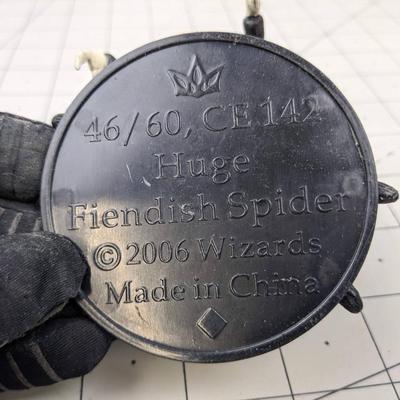 46/60, CE 142
Huge
Fiendish Spider
© 2006 Wizards
Made in China